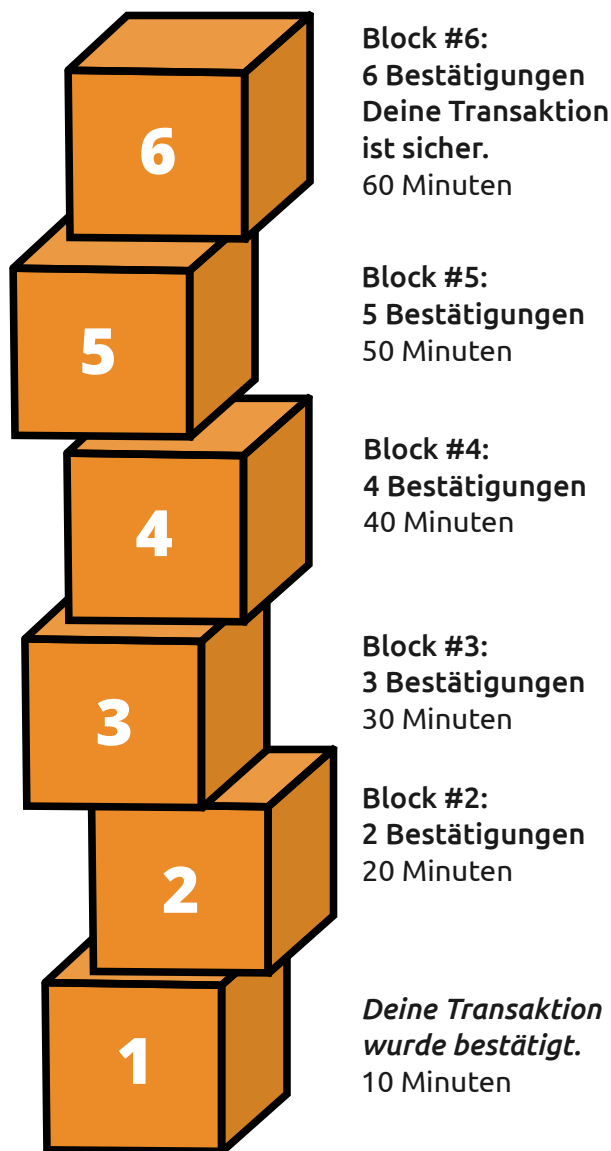 6
Block #6:
6 Bestätigungen
Deine Transaktion
ist sicher.
60 Minuten
5
Block #5:
5 Bestätigungen
50 Minuten
4
Block #4:
4 Bestätigungen
40 Minuten
3
Block #3:
3 Bestätigungen
30 Minuten
2
Block #2:
2 Bestätigungen
20 Minuten
1
Deine Transaktion
wurde bestätigt.
10 Minuten